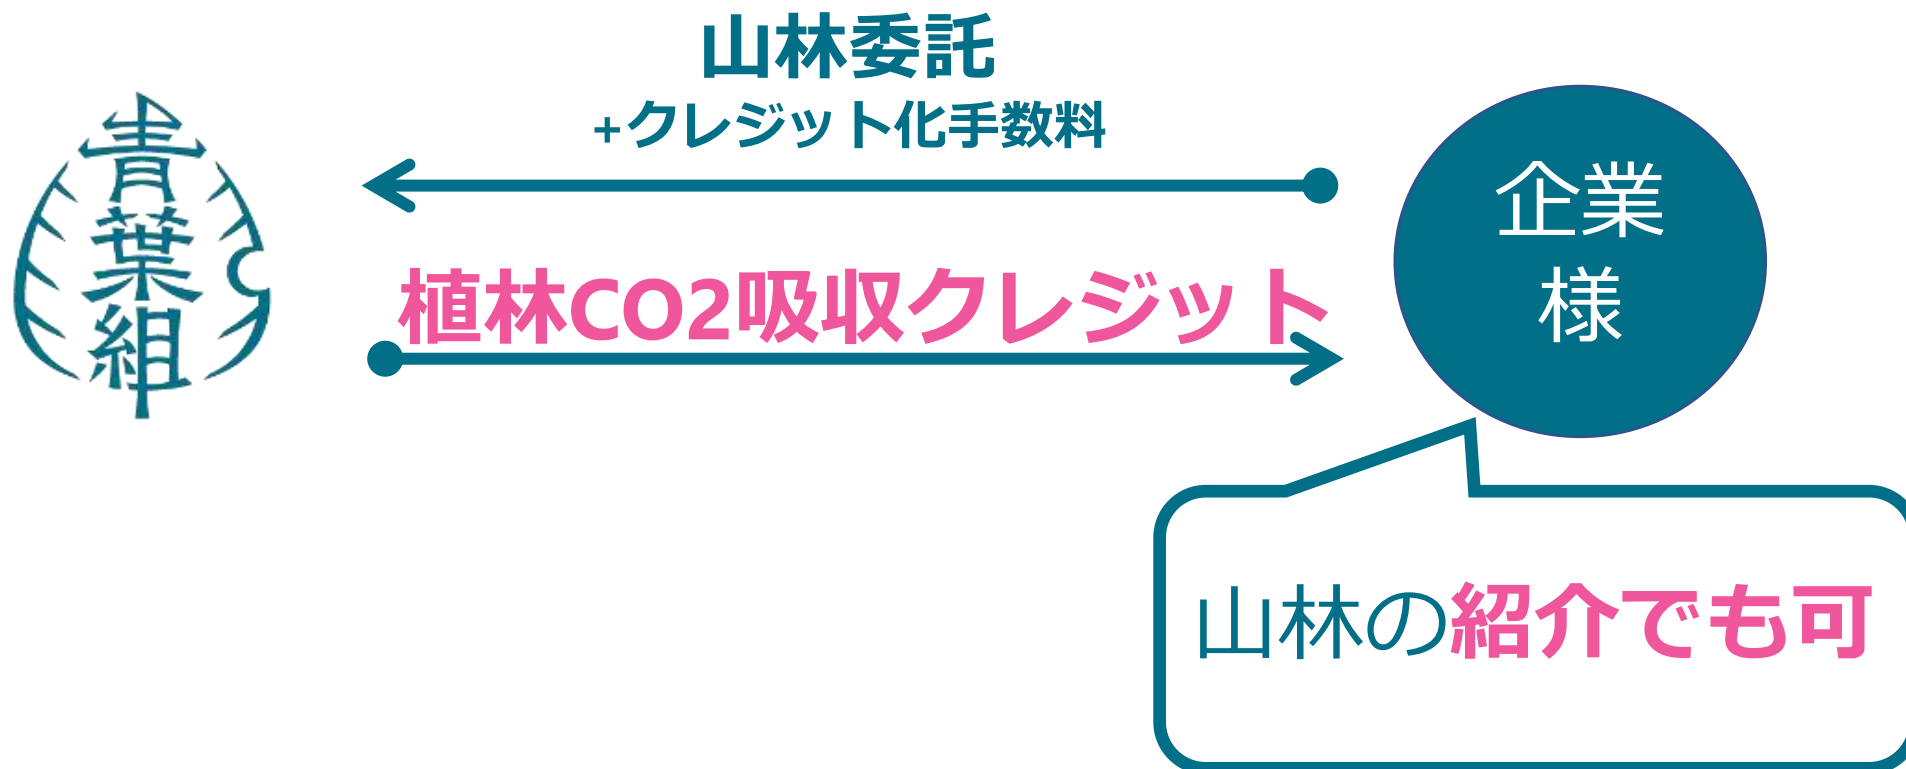 山林委託
+クレジット化手数料
青葉組
植林CO2吸収クレジット
企業
様
山林の紹介でも可